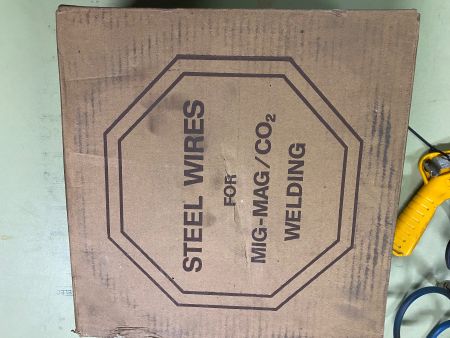 STEEL WIRES
FOR
MIG-MAG/CO₂
WELDING